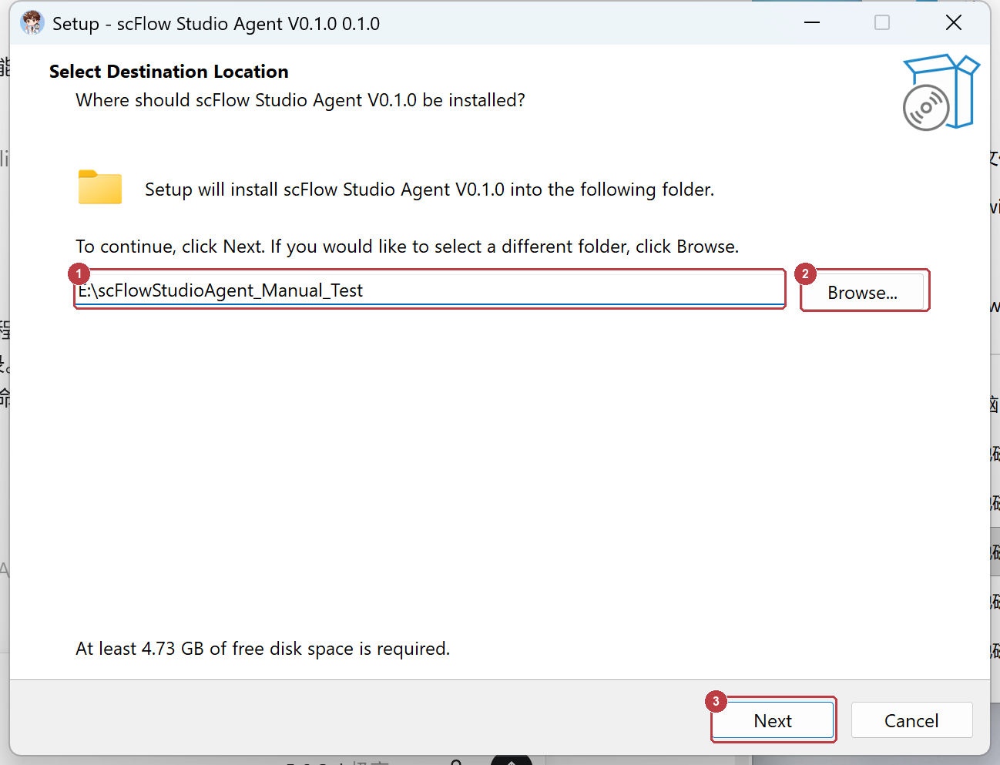 Setup - scFlow Studio Agent V0.1.0 0.1.0
Select Destination Location
Where should scFlow Studio Agent V0.1.0 be installed?
Setup will install scFlow Studio Agent V0.1.0 into the following folder.
To continue, click Next. If you would like to select a different folder, click Browse.
1
2
E:\scFlowStudioAgent_Manual_Test
Browse...
At least 4.73 GB of free disk space is required.
3
Next
Cancel